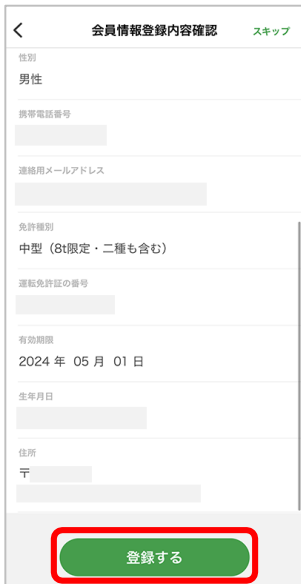 会員情報登録内容確認
スキップ
性別
男性
携帯電話番号
連絡用メールアドレス
免許種別
中型（8t限定・二種も含む）
運転免許証の番号
有効期限
2024 年 05 月 01 日
生年月日
住所
〒
登録する